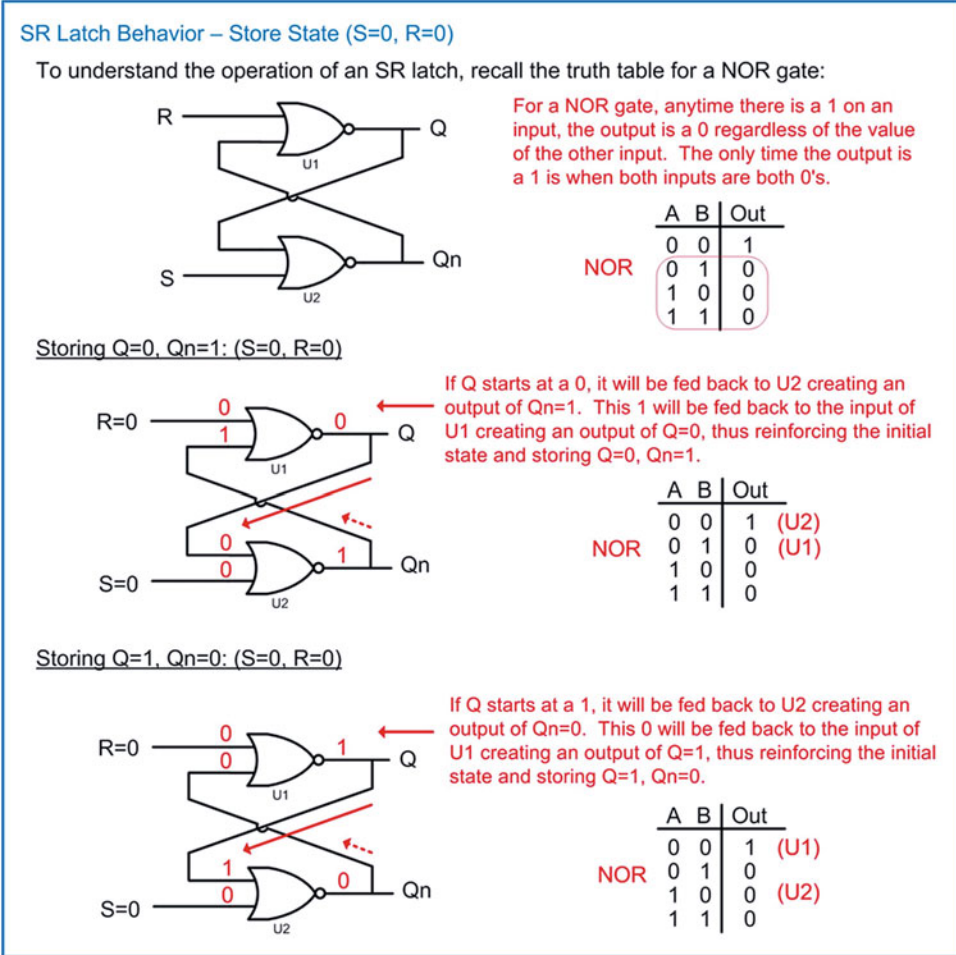 SR Latch Behavior – Store State (S=0, R=0)
To understand the operation of an SR latch, recall the truth table for a NOR gate:
R
Q
U1
S
Qn
U2
For a NOR gate, anytime there is a 1 on an
input, the output is a 0 regardless of the value
of the other input. The only time the output is
a 1 is when both inputs are both 0's.
NOR
A B Out
0 0 1
0 1 0
1 0 0
1 1 0
Storing Q=0, Qn=1: (S=0, R=0)
R=0
0
1
0
Q
U1
0
0
1
Qn
S=0
U2
If Q starts at a 0, it will be fed back to U2 creating an
output of Qn=1. This 1 will be fed back to the input of
U1 creating an output of Q=0, thus reinforcing the initial
state and storing Q=0, Qn=1.
NOR
A B Out
0 0 1 (U2)
0 1 0 (U1)
1 0 0
1 1 0
Storing Q=1, Qn=0: (S=0, R=0)
R=0
0
0
1
Q
U1
1
0
0
Qn
S=0
U2
If Q starts at a 1, it will be fed back to U2 creating an
output of Qn=0. This 0 will be fed back to the input of
U1 creating an output of Q=1, thus reinforcing the initial
state and storing Q=1, Qn=0.
NOR
A B Out
0 0 1 (U1)
0 1 0
1 0 0 (U2)
1 1 0